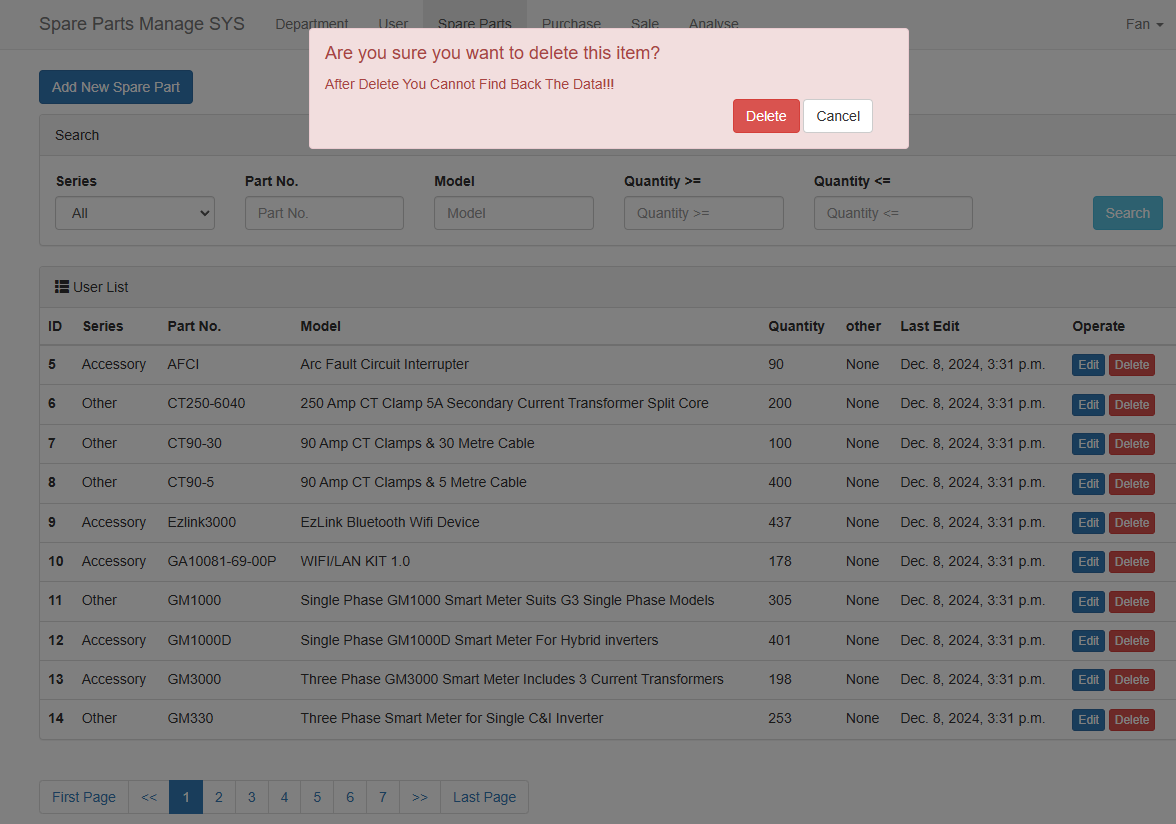 Spare Parts Manage SYS Department User Spare Parts Purchase Sale Analyse Fan
Are you sure you want to delete this item?
After Delete You Cannot Find Back The Data!!!
Delete Cancel
Add New Spare Part
Search
Series Part No. Model Quantity >= Quantity <=
All Part No. Model Quantity >= Quantity <= Search
User List
ID Series Part No. Model Quantity other Last Edit Operate
5 Accessory AFCI Arc Fault Circuit Interrupter 90 None Dec. 8, 2024, 3:31 p.m. Edit Delete
6 Other CT250-6040 250 Amp CT Clamp 5A Secondary Current Transformer Split Core 200 None Dec. 8, 2024, 3:31 p.m. Edit Delete
7 Other CT90-30 90 Amp CT Clamps & 30 Metre Cable 100 None Dec. 8, 2024, 3:31 p.m. Edit Delete
8 Other CT90-5 90 Amp CT Clamps & 5 Metre Cable 400 None Dec. 8, 2024, 3:31 p.m. Edit Delete
9 Accessory Ezlink3000 EzLink Bluetooth Wifi Device 437 None Dec. 8, 2024, 3:31 p.m. Edit Delete
10 Accessory GA10081-69-00P WIFI/LAN KIT 1.0 178 None Dec. 8, 2024, 3:31 p.m. Edit Delete
11 Other GM1000 Single Phase GM1000 Smart Meter Suits G3 Single Phase Models 305 None Dec. 8, 2024, 3:31 p.m. Edit Delete
12 Accessory GM1000D Single Phase GM1000D Smart Meter For Hybrid inverters 401 None Dec. 8, 2024, 3:31 p.m. Edit Delete
13 Accessory GM3000 Three Phase GM3000 Smart Meter Includes 3 Current Transformers 198 None Dec. 8, 2024, 3:31 p.m. Edit Delete
14 Other GM330 Three Phase Smart Meter for Single C&I Inverter 253 None Dec. 8, 2024, 3:31 p.m. Edit Delete
First Page << 1 2 3 4 5 6 7 >> Last Page